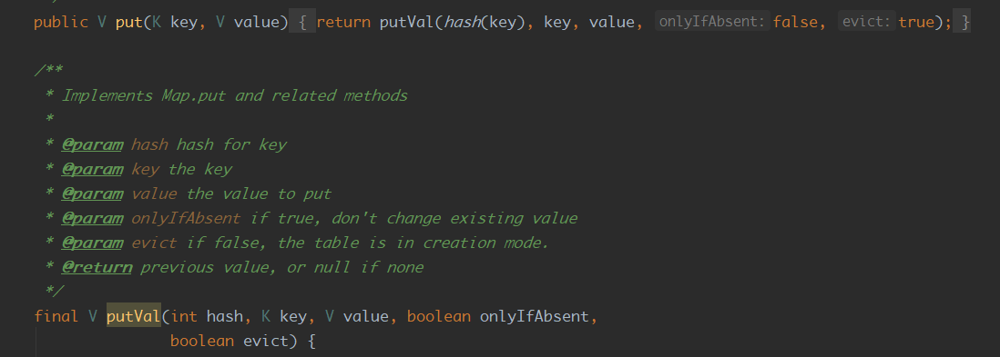 public V put(K key, V value) { return putVal(hash(key), key, value, onlyIfAbsent: false, evict: true); }
/**
* Implements Map.put and related methods
*
* @param hash hash for key
* @param key the key
* @param value the value to put
* @param onlyIfAbsent if true, don't change existing value
* @param evict if false, the table is in creation mode.
* @return previous value, or null if none
*/
final V putVal(int hash, K key, V value, boolean onlyIfAbsent,
boolean evict) {